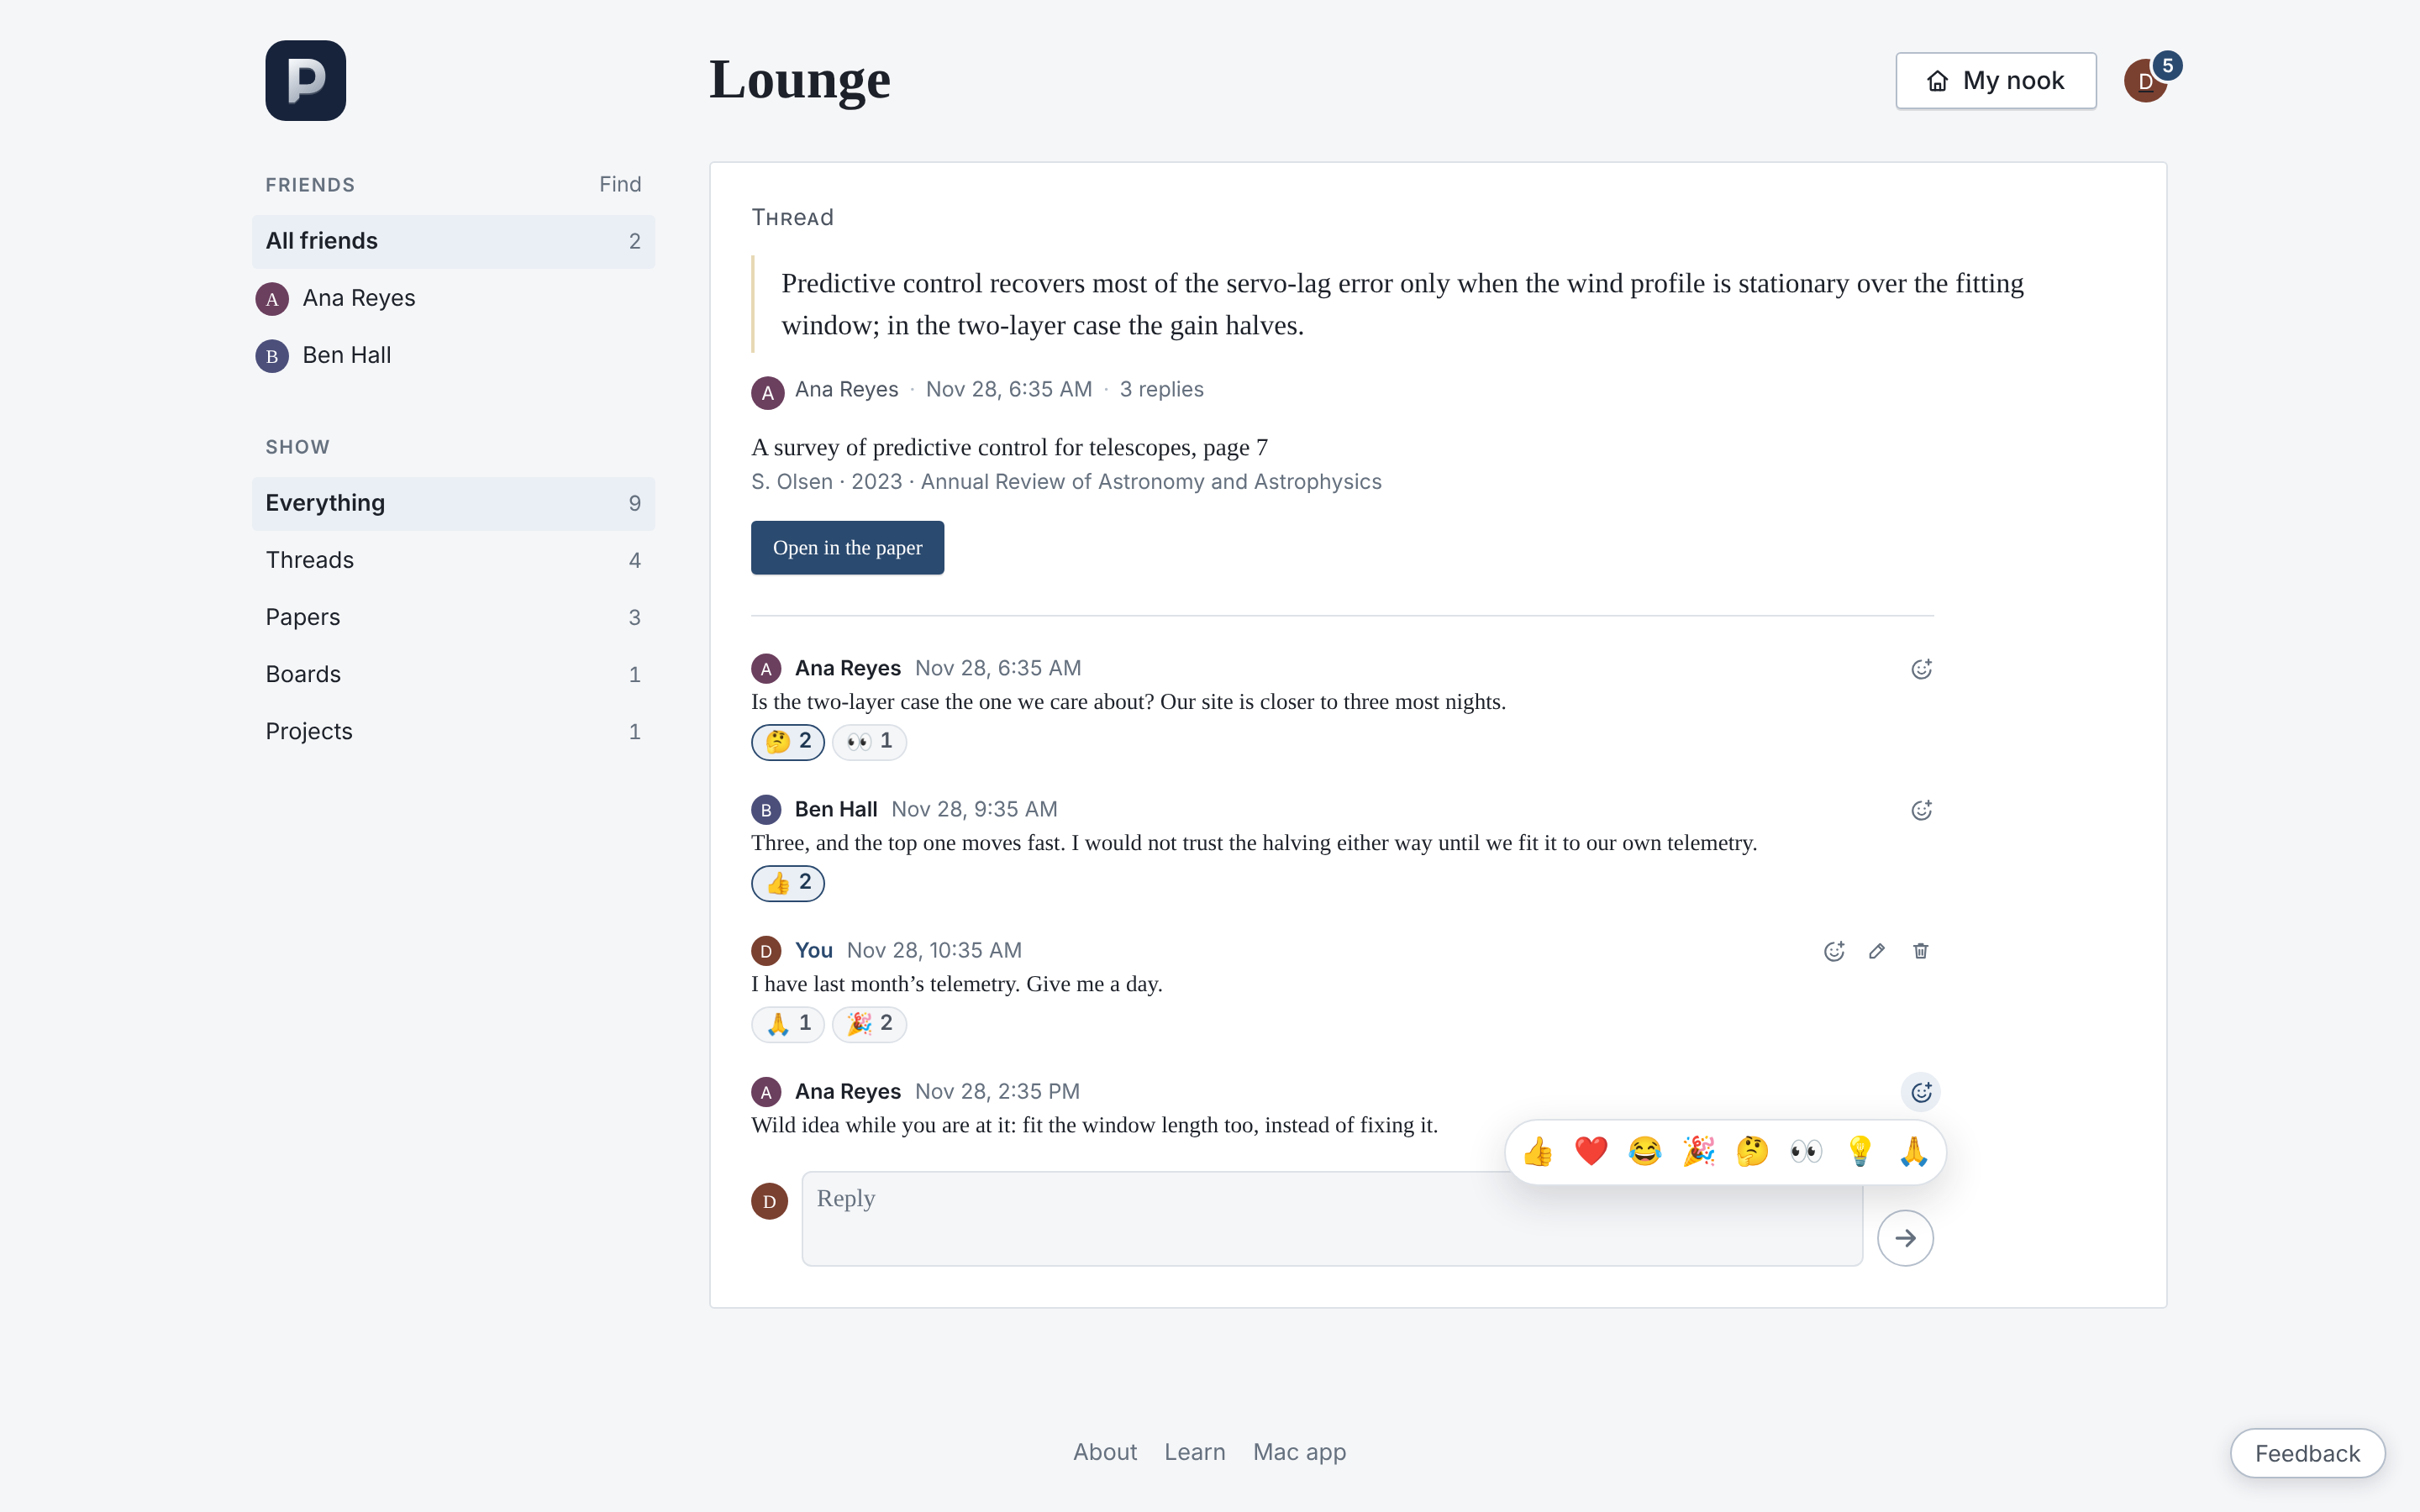 P
Lounge
My nook
D
5
FRIENDS
Find
All friends 2
A Ana Reyes
B Ben Hall
SHOW
Everything 9
Threads 4
Papers 3
Boards 1
Projects 1
Thread
Predictive control recovers most of the servo-lag error only when the wind profile is stationary over the fitting
window; in the two-layer case the gain halves.
A Ana Reyes · Nov 28, 6:35 AM · 3 replies
A survey of predictive control for telescopes, page 7
S. Olsen · 2023 · Annual Review of Astronomy and Astrophysics
Open in the paper
A Ana Reyes Nov 28, 6:35 AM
Is the two-layer case the one we care about? Our site is closer to three most nights.
🤔 2 👀 1
B Ben Hall Nov 28, 9:35 AM
Three, and the top one moves fast. I would not trust the halving either way until we fit it to our own telemetry.
👍 2
D You Nov 28, 10:35 AM
I have last month’s telemetry. Give me a day.
🙏 1 🎉 2
A Ana Reyes Nov 28, 2:35 PM
Wild idea while you are at it: fit the window length too, instead of fixing it.
👍 ❤️ 😂 🎉 🤔 👀 💡 🙏
D Reply
About Learn Mac app
Feedback